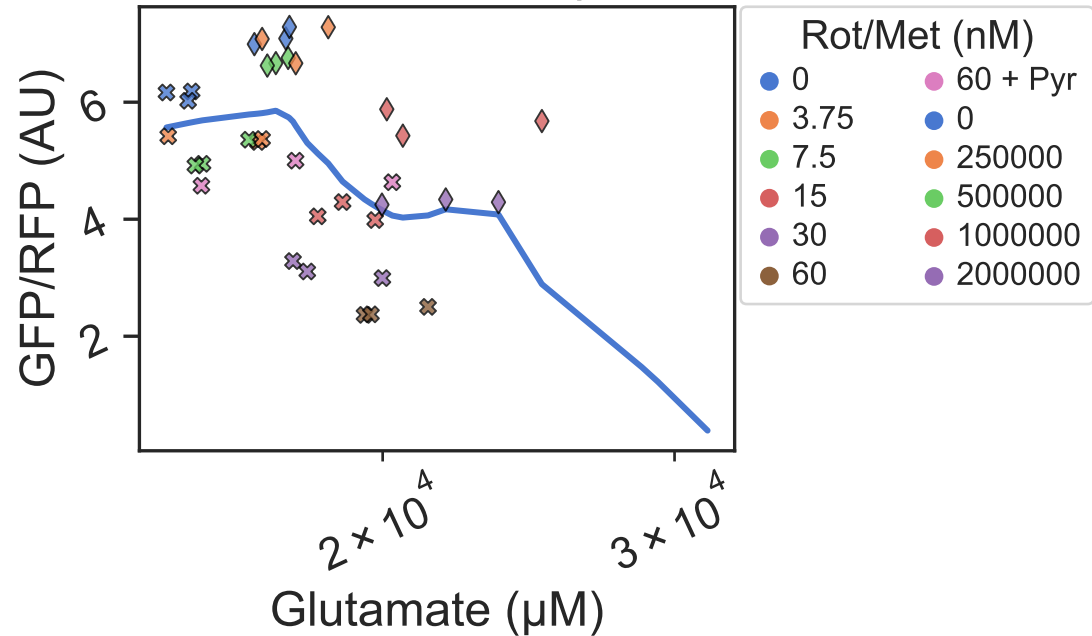 GFP/RFP (AU)
6
4
2
2 × 10⁴
3 × 10⁴
Glutamate (µM)
Rot/Met (nM)
0
3.75
7.5
15
30
60
60 + Pyr
0
250000
500000
1000000
2000000